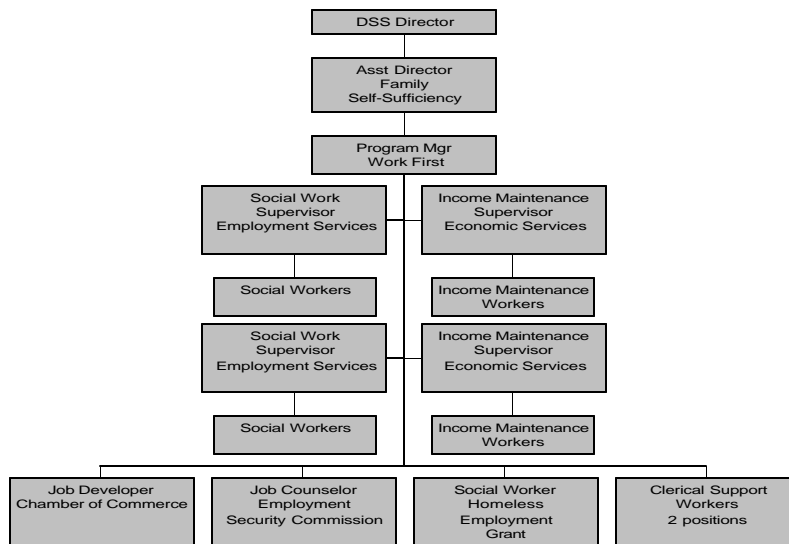 DSS Director
Asst Director
Family
Self-Sufficiency
Program Mgr
Work First
Social Work
Supervisor
Employment Services
Income Maintenance
Supervisor
Economic Services
Social Workers
Income Maintenance
Workers
Social Work
Supervisor
Employment Services
Income Maintenance
Supervisor
Economic Services
Social Workers
Income Maintenance
Workers
Job Developer
Chamber of Commerce
Job Counselor
Employment
Security Commission
Social Worker
Homeless
Employment
Grant
Clerical Support
Workers
2 positions